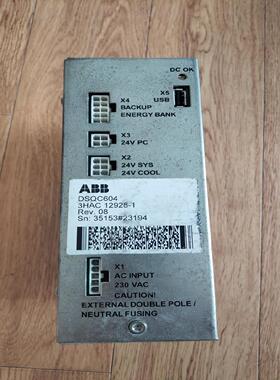 DC OK
X5
USB
X4
BACKUP
ENERGY BANK
X3
24V PC
X2
24V SYS
24V COOL
ABB
DSQC604
3HAC 12928-1
Rev. 08
Sn: 35153#23194
X1
AC INPUT
230 VAC
CAUTION!
EXTERNAL DOUBLE POLE /
NEUTRAL FUSING